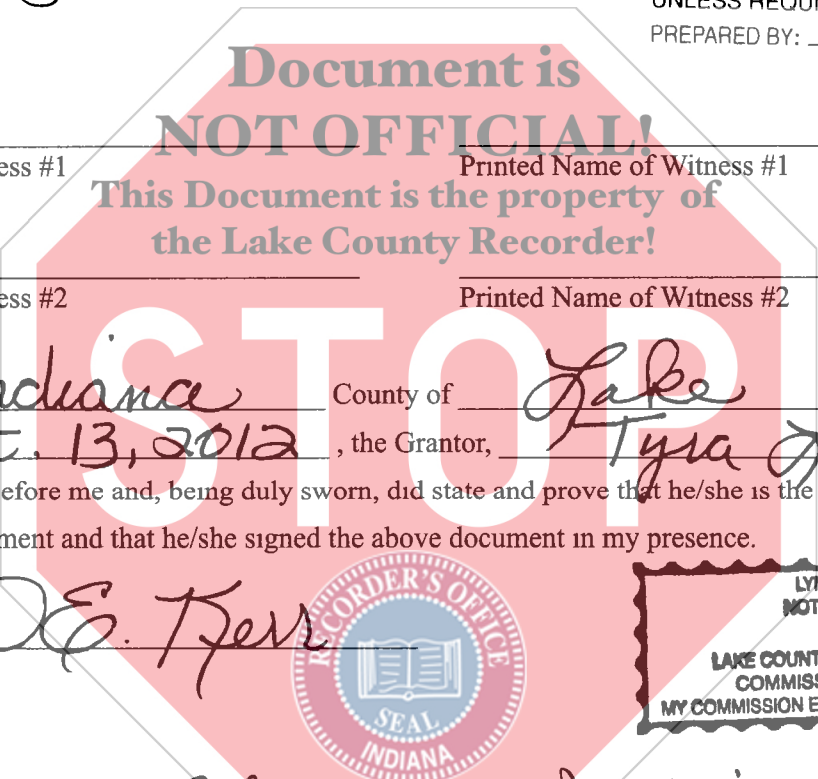 UNLESS REQUI
PREPARED BY: _
Document is
NOT OFFICIAL!
ess #1 Printed Name of Witness #1
This Document is the property of
the Lake County Recorder!
ess #2 Printed Name of Witness #2
STOP
ndiana County of Lake
t. 13, 2012, the Grantor, Tyra
efore me and, being duly sworn, did state and prove that he/she is the
ment and that he/she signed the above document in my presence.
E. Kerr
RECORDER'S OFFICE
SEAL
INDIANA
LY
NOT
LAKE COUNT
COMMISS
MY COMMISSION E